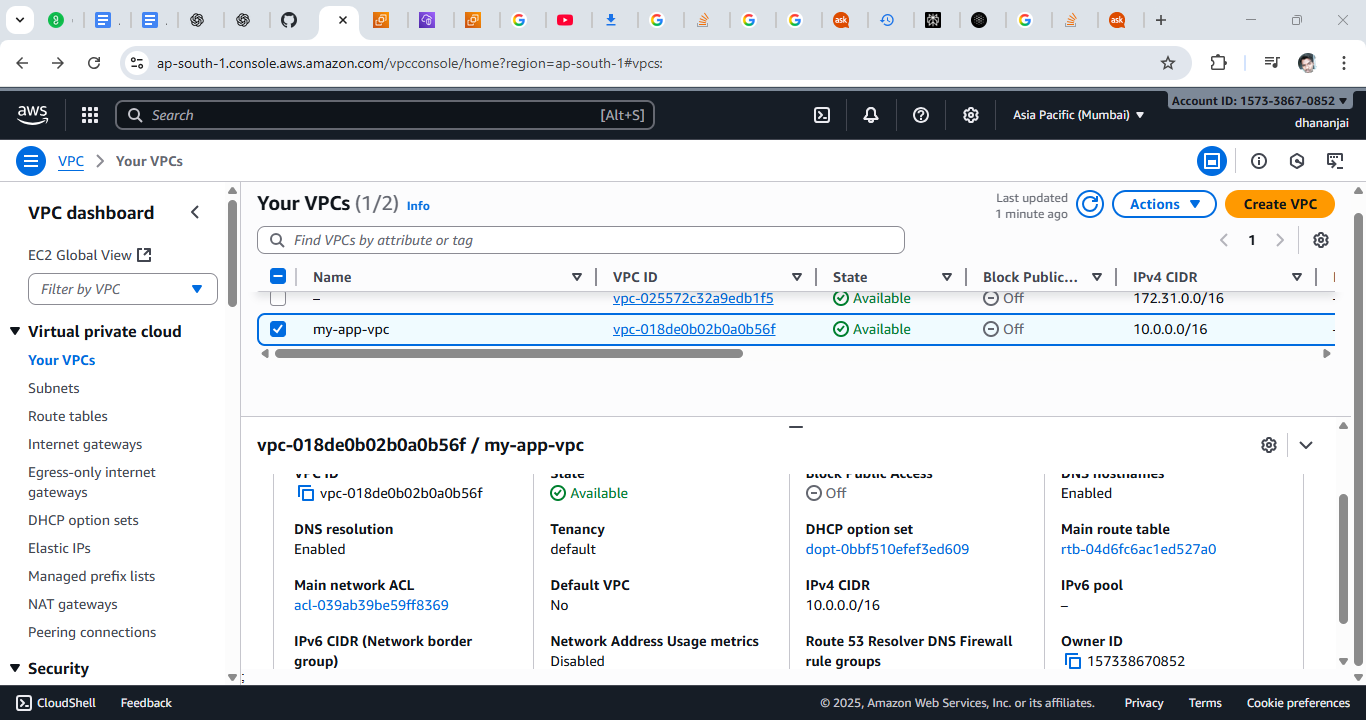 ap-south-1.console.aws.amazon.com/vpcconsole/home?region=ap-south-1#vpcs:
aws
Search
[Alt+S]
Asia Pacific (Mumbai)
Account ID: 1573-3867-0852
dhananjai
VPC
Your VPCs
VPC dashboard
EC2 Global View
Filter by VPC
Virtual private cloud
Your VPCs
Subnets
Route tables
Internet gateways
Egress-only internet
gateways
DHCP option sets
Elastic IPs
Managed prefix lists
NAT gateways
Peering connections
Security
Your VPCs (1/2) Info
Last updated
1 minute ago
Actions
Create VPC
Find VPCs by attribute or tag
1
Name VPC ID State Block Public... IPv4 CIDR
– vpc-025572c32a9edb1f5 Available Off 172.31.0.0/16
my-app-vpc vpc-018de0b02b0a0b56f Available Off 10.0.0.0/16
vpc-018de0b02b0a0b56f / my-app-vpc
VPC ID State Block Public Access DNS hostnames
vpc-018de0b02b0a0b56f Available Off Enabled
DNS resolution Tenancy DHCP option set Main route table
Enabled default dopt-0bbf510efef3ed609 rtb-04d6fc6ac1ed527a0
Main network ACL Default VPC IPv4 CIDR IPv6 pool
acl-039ab39be59ff8369 No 10.0.0.0/16 –
IPv6 CIDR (Network border Network Address Usage metrics Route 53 Resolver DNS Firewall Owner ID
group) Disabled rule groups 157338670852
;
CloudShell Feedback © 2025, Amazon Web Services, Inc. or its affiliates. Privacy Terms Cookie preferences